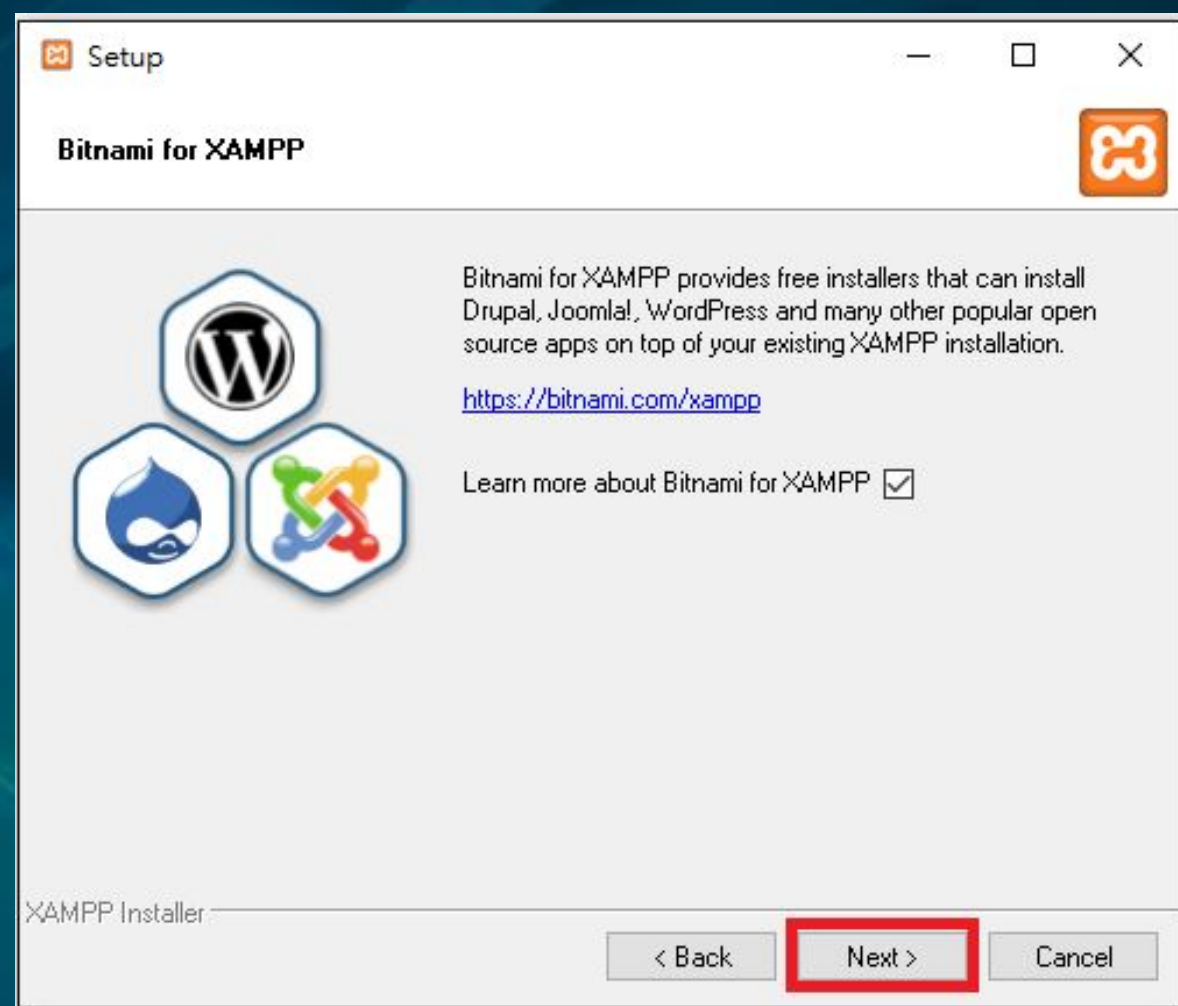 Setup
Bitnami for XAMPP
Bitnami for XAMPP provides free installers that can install
Drupal, Joomla!, WordPress and many other popular open
source apps on top of your existing XAMPP installation.
https://bitnami.com/xampp
Learn more about Bitnami for XAMPP
XAMPP Installer
< Back
Next >
Cancel